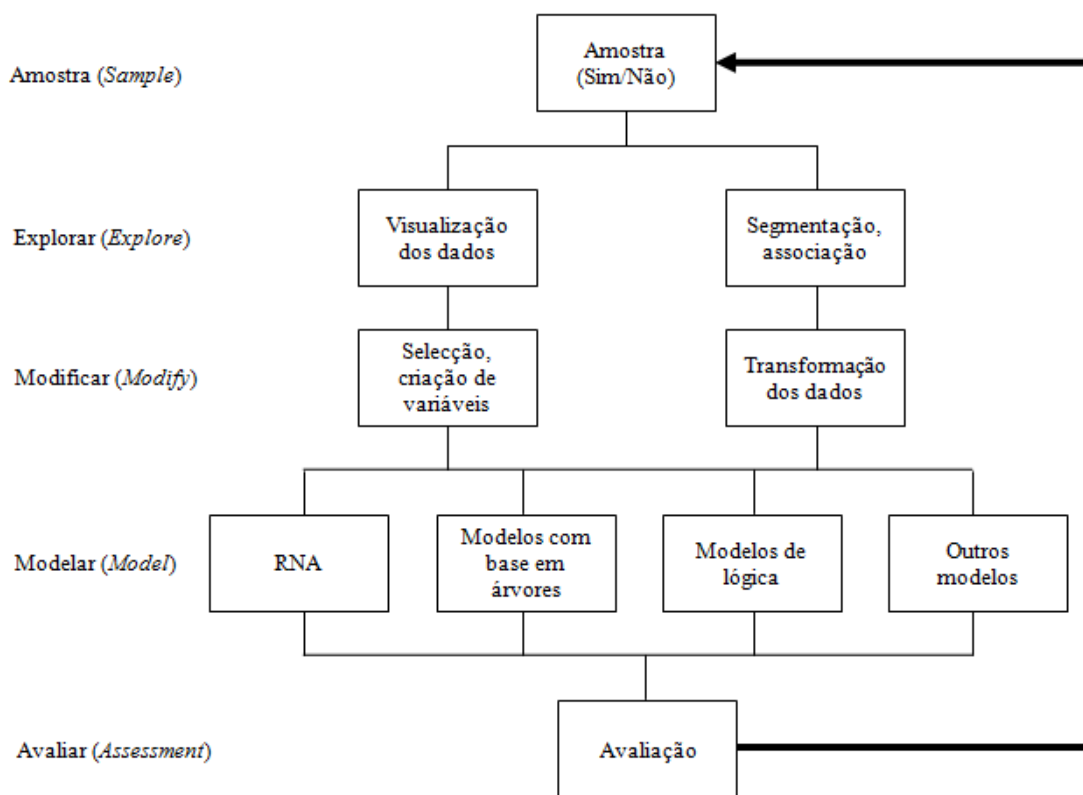 Amostra (Sample)
Amostra
(Sim/Não)
Explorar (Explore)
Visualização
dos dados
Segmentação,
associação
Modificar (Modify)
Selecção,
criação de
variáveis
Transformação
dos dados
Modelar (Model)
RNA
Modelos com
base em
árvores
Modelos de
lógica
Outros
modelos
Avaliar (Assessment)
Avaliação